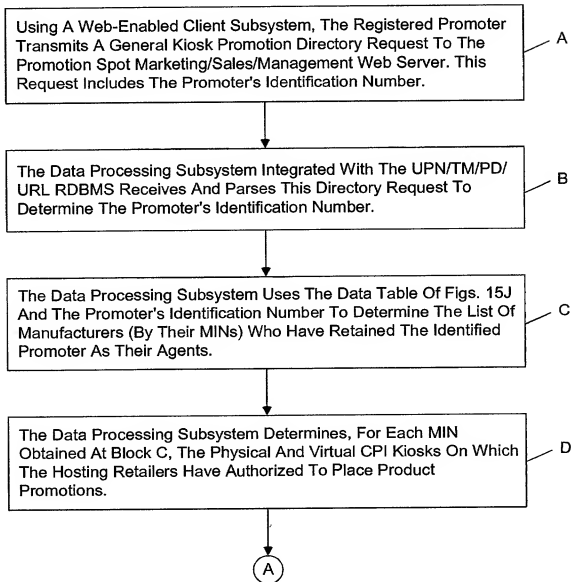 Using A Web-Enabled Client Subsystem, The Registered Promoter
Transmits A General Kiosk Promotion Directory Request To The
Promotion Spot Marketing/Sales/Management Web Server. This
Request Includes The Promoter's Identification Number.
A
The Data Processing Subsystem Integrated With The UPN/TM/PD/
URL RDBMS Receives And Parses This Directory Request To
Determine The Promoter's Identification Number.
B
The Data Processing Subsystem Uses The Data Table Of Figs. 15J
And The Promoter's Identification Number To Determine The List Of
Manufacturers (By Their MINs) Who Have Retained The Identified
Promoter As Their Agents.
C
The Data Processing Subsystem Determines, For Each MIN
Obtained At Block C, The Physical And Virtual CPI Kiosks On Which
The Hosting Retailers Have Authorized To Place Product
Promotions.
D
A